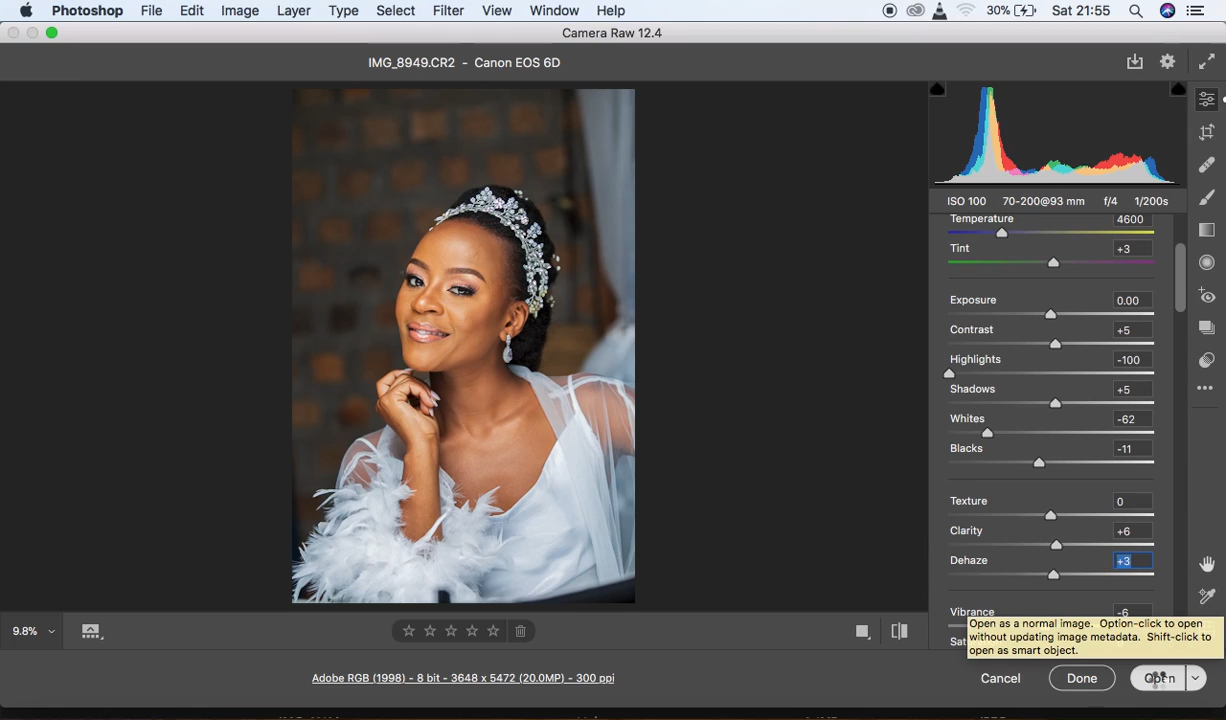 Photoshop File Edit Image Layer Type Select Filter View Window Help 30% Sat 21:55
Camera Raw 12.4
IMG_8949.CR2 - Canon EOS 6D
ISO 100 70-200@93 mm f/4 1/200s
Temperature 4600
Tint +3
Exposure 0.00
Contrast +5
Highlights -100
Shadows +5
Whites -62
Blacks -11
Texture 0
Clarity +6
Dehaze +3
Vibrance -6
Open as a normal image. Option-click to open
without updating image metadata. Shift-click to
open as smart object.
9.8%
Adobe RGB (1998) - 8 bit - 3648 x 5472 (20.0MP) - 300 ppi
Cancel Done Open